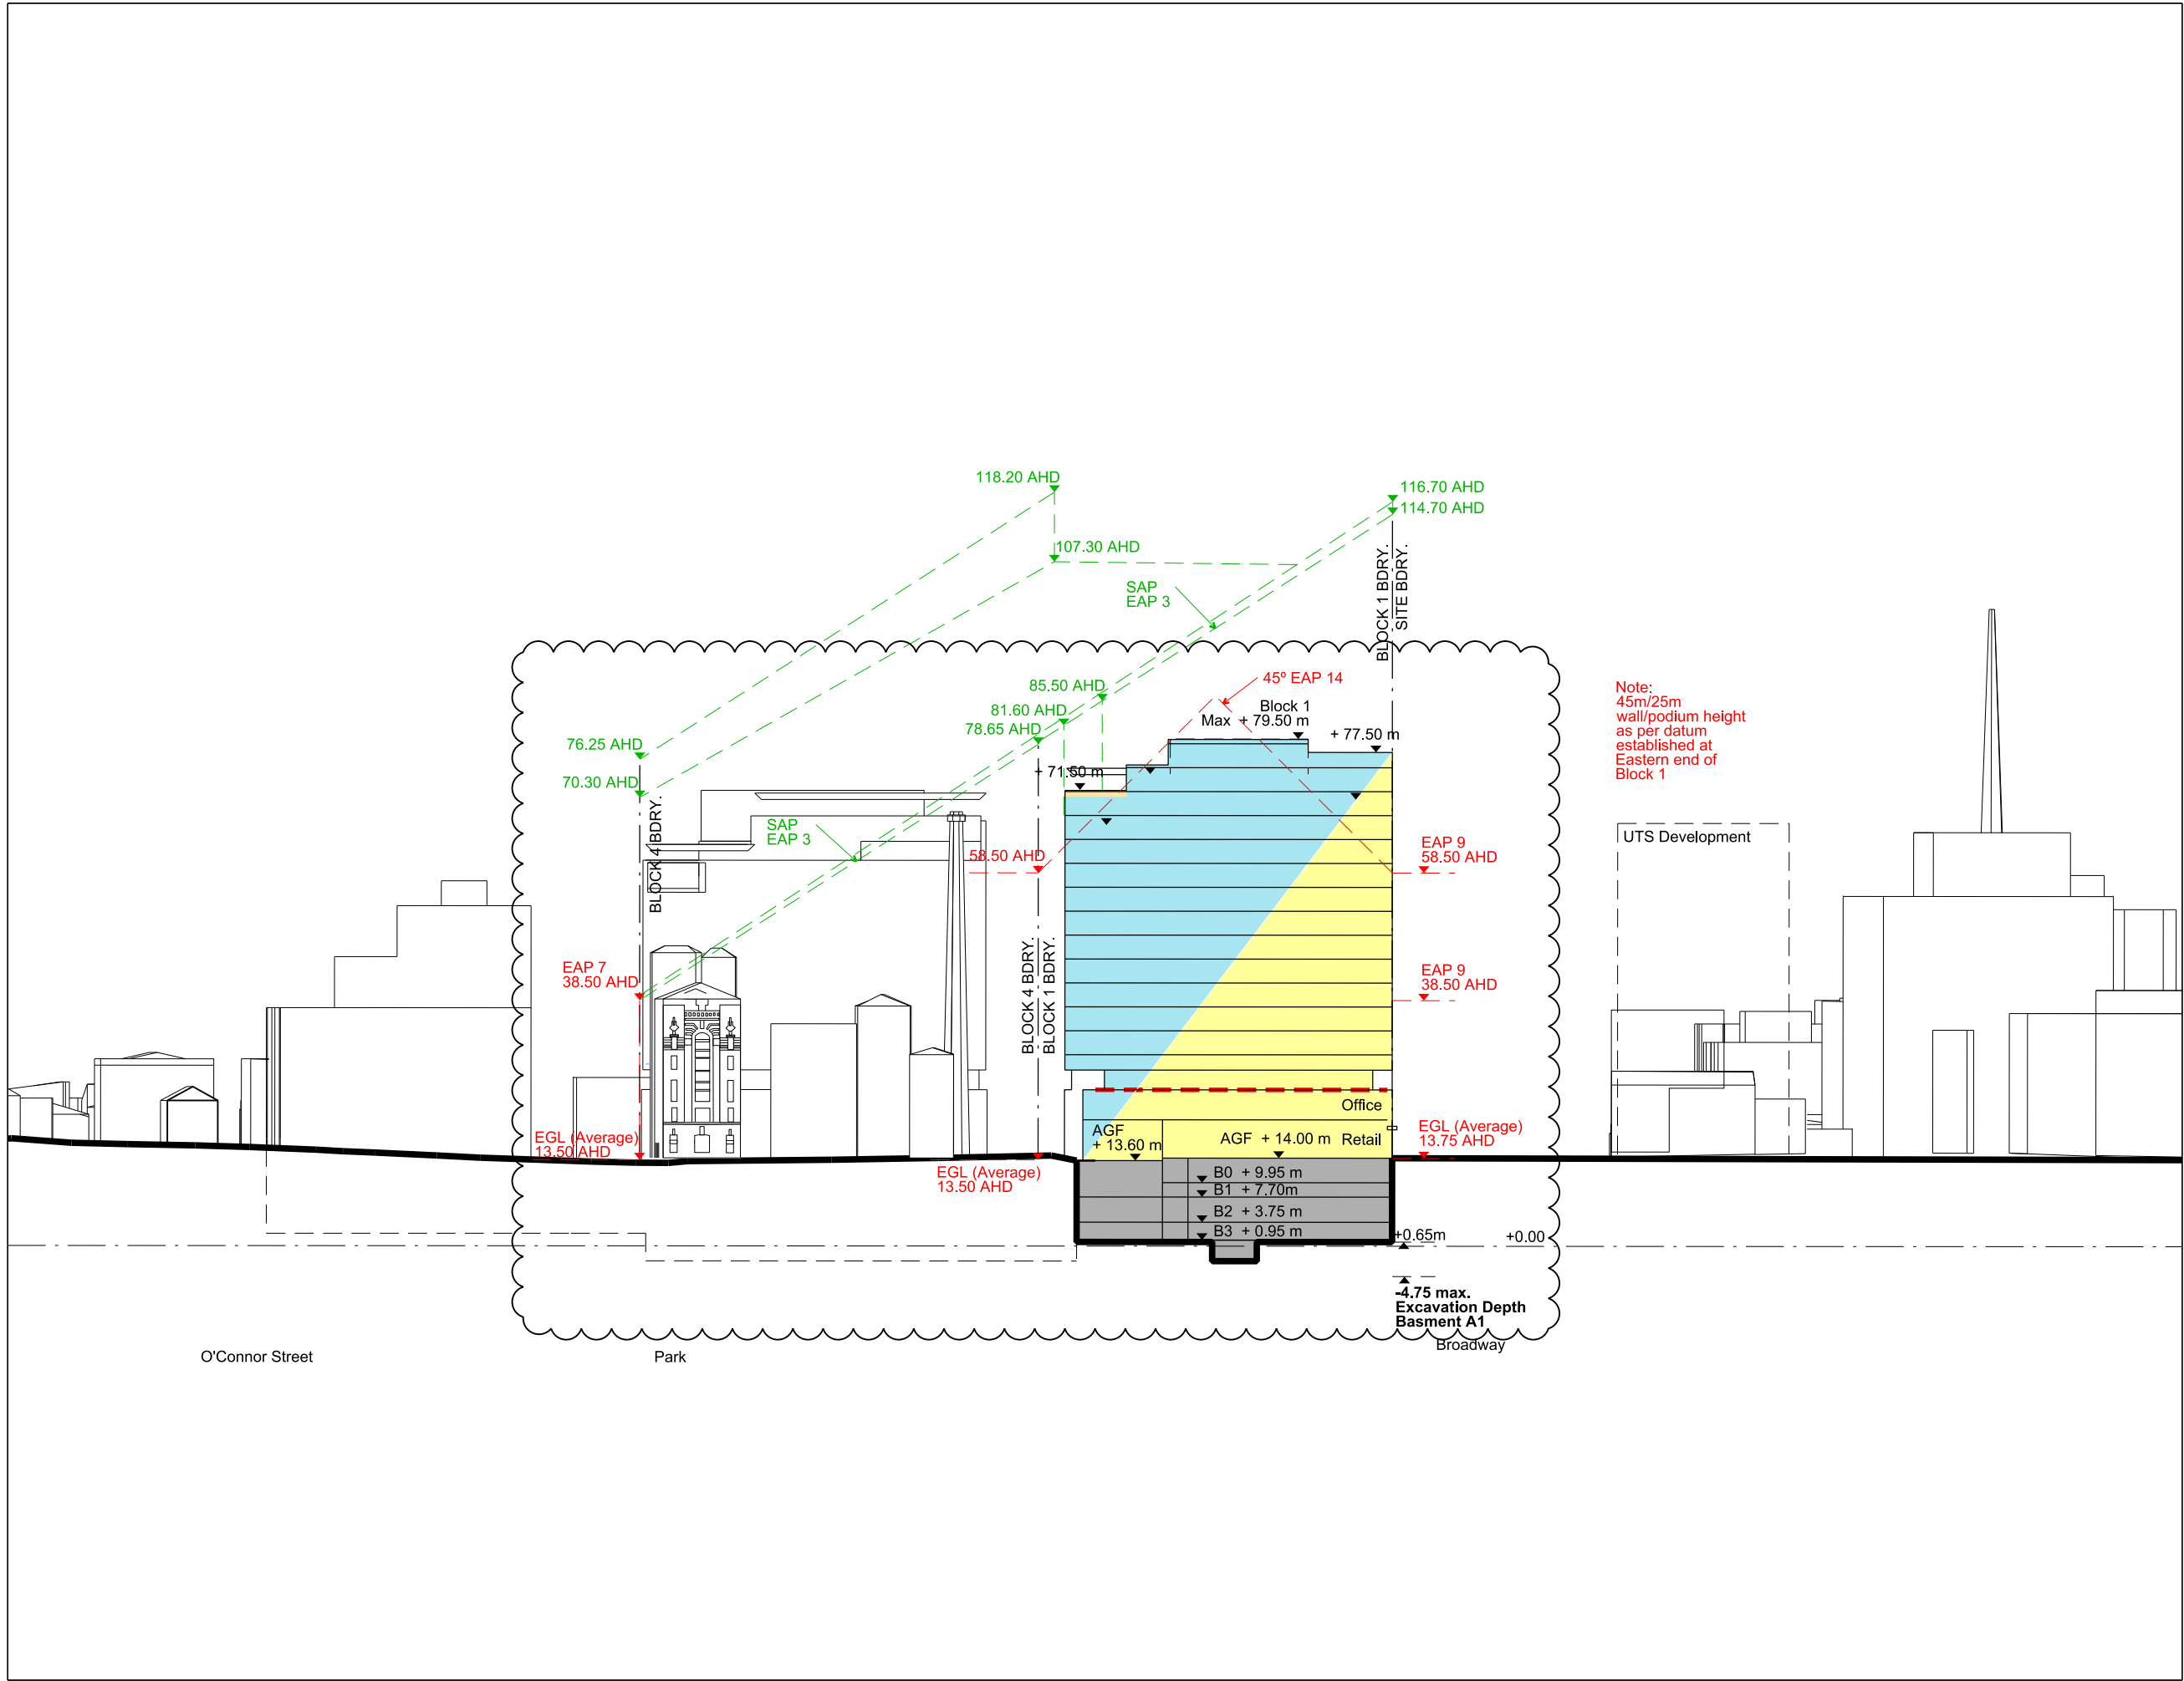 118.20 AHD
116.70 AHD
114.70 AHD
107.30 AHD
SAP
EAP 3
BLOCK 1 BDRY.
SITE BDRY.
45º EAP 14
85.50 AHD
81.60 AHD
78.65 AHD
Block 1
Max + 79.50 m
+ 77.50 m
Note:
45m/25m
wall/podium height
as per datum
established at
Eastern end of
Block 1
76.25 AHD
70.30 AHD
+ 71.50 m
BLOCK 4 BDRY.
SAP
EAP 3
58.50 AHD
EAP 9
58.50 AHD
UTS Development
EAP 7
38.50 AHD
BLOCK 4 BDRY.
BLOCK 1 BDRY.
EAP 9
38.50 AHD
Office
EGL (Average)
13.50 AHD
AGF
+ 13.60 m
AGF + 14.00 m
Retail
EGL (Average)
13.75 AHD
EGL (Average)
13.50 AHD
B0 + 9.95 m
B1 + 7.70m
B2 + 3.75 m
B3 + 0.95 m
+0.65m
+0.00
-4.75 max.
Excavation Depth
Basment A1
Broadway
O'Connor Street
Park